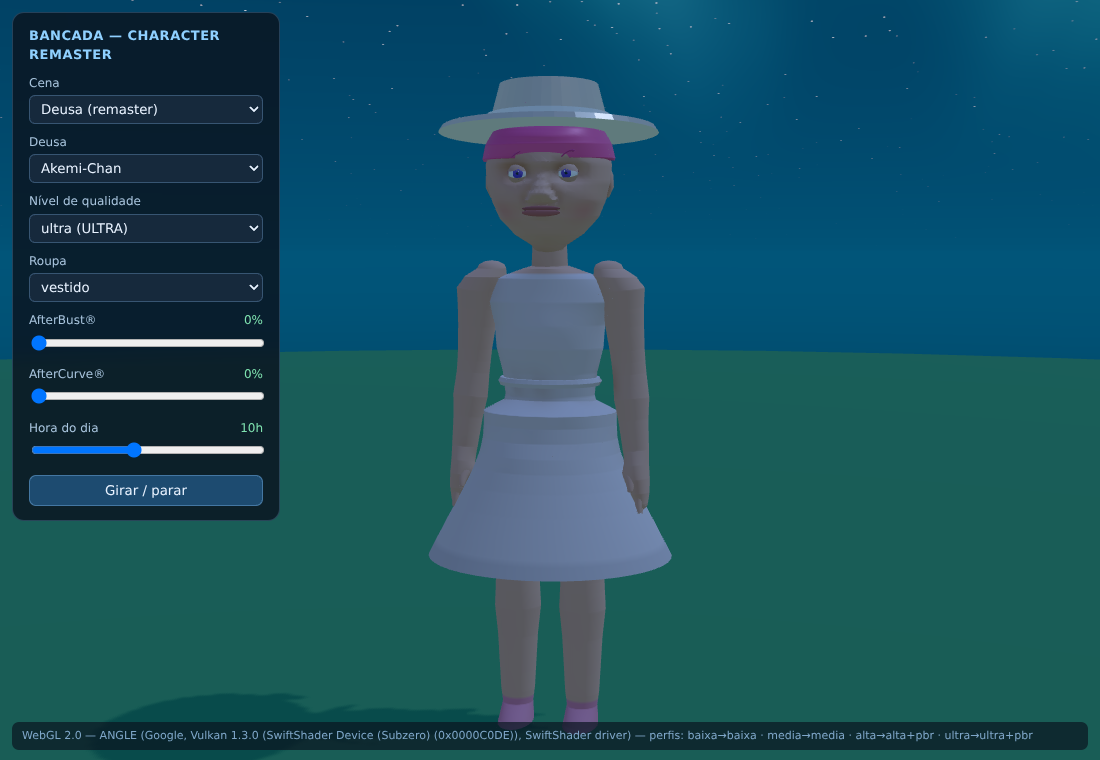 BANCADA — CHARACTER
REMASTER
Cena
Deusa (remaster)
Deusa
Akemi-Chan
Nível de qualidade
ultra (ULTRA)
Roupa
vestido
AfterBust® 0%
AfterCurve® 0%
Hora do dia 10h
Girar / parar
WebGL 2.0 — ANGLE (Google, Vulkan 1.3.0 (SwiftShader Device (Subzero) (0x0000C0DE)), SwiftShader driver) — perfis: baixa→baixa · media→media · alta→alta+pbr · ultra→ultra+pbr